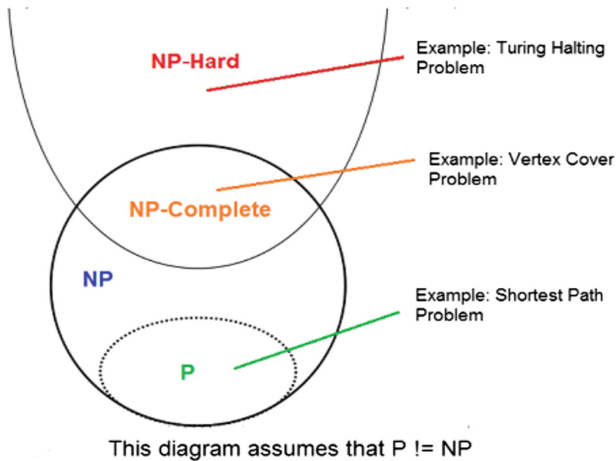 NP-Hard
Example: Turing Halting
Problem
Example: Vertex Cover
Problem
NP-Complete
NP
Example: Shortest Path
Problem
P
This diagram assumes that P != NP